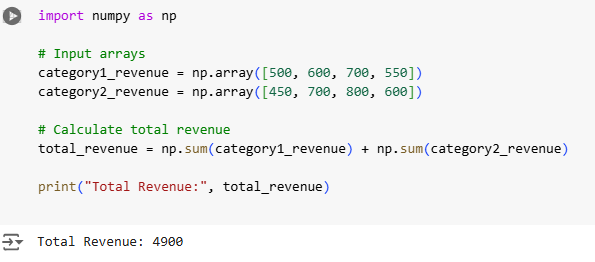 import numpy as np
# Input arrays
category1_revenue = np.array([500, 600, 700, 550])
category2_revenue = np.array([450, 700, 800, 600])
# Calculate total revenue
total_revenue = np.sum(category1_revenue) + np.sum(category2_revenue)
print("Total Revenue:", total_revenue)
Total Revenue: 4900